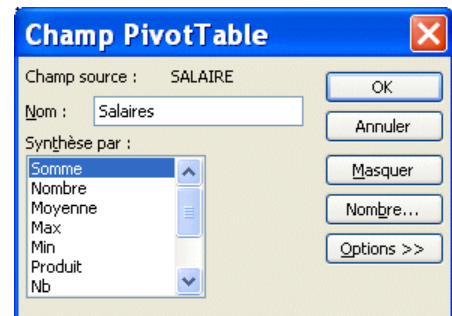 Champ PivotTable
Champ source : SALAIRE
Nom : Salaires
Synthèse par :
Somme
Nombre
Moyenne
Max
Min
Produit
Nb
OK
Annuler
Masquer
Nombre...
Options >>